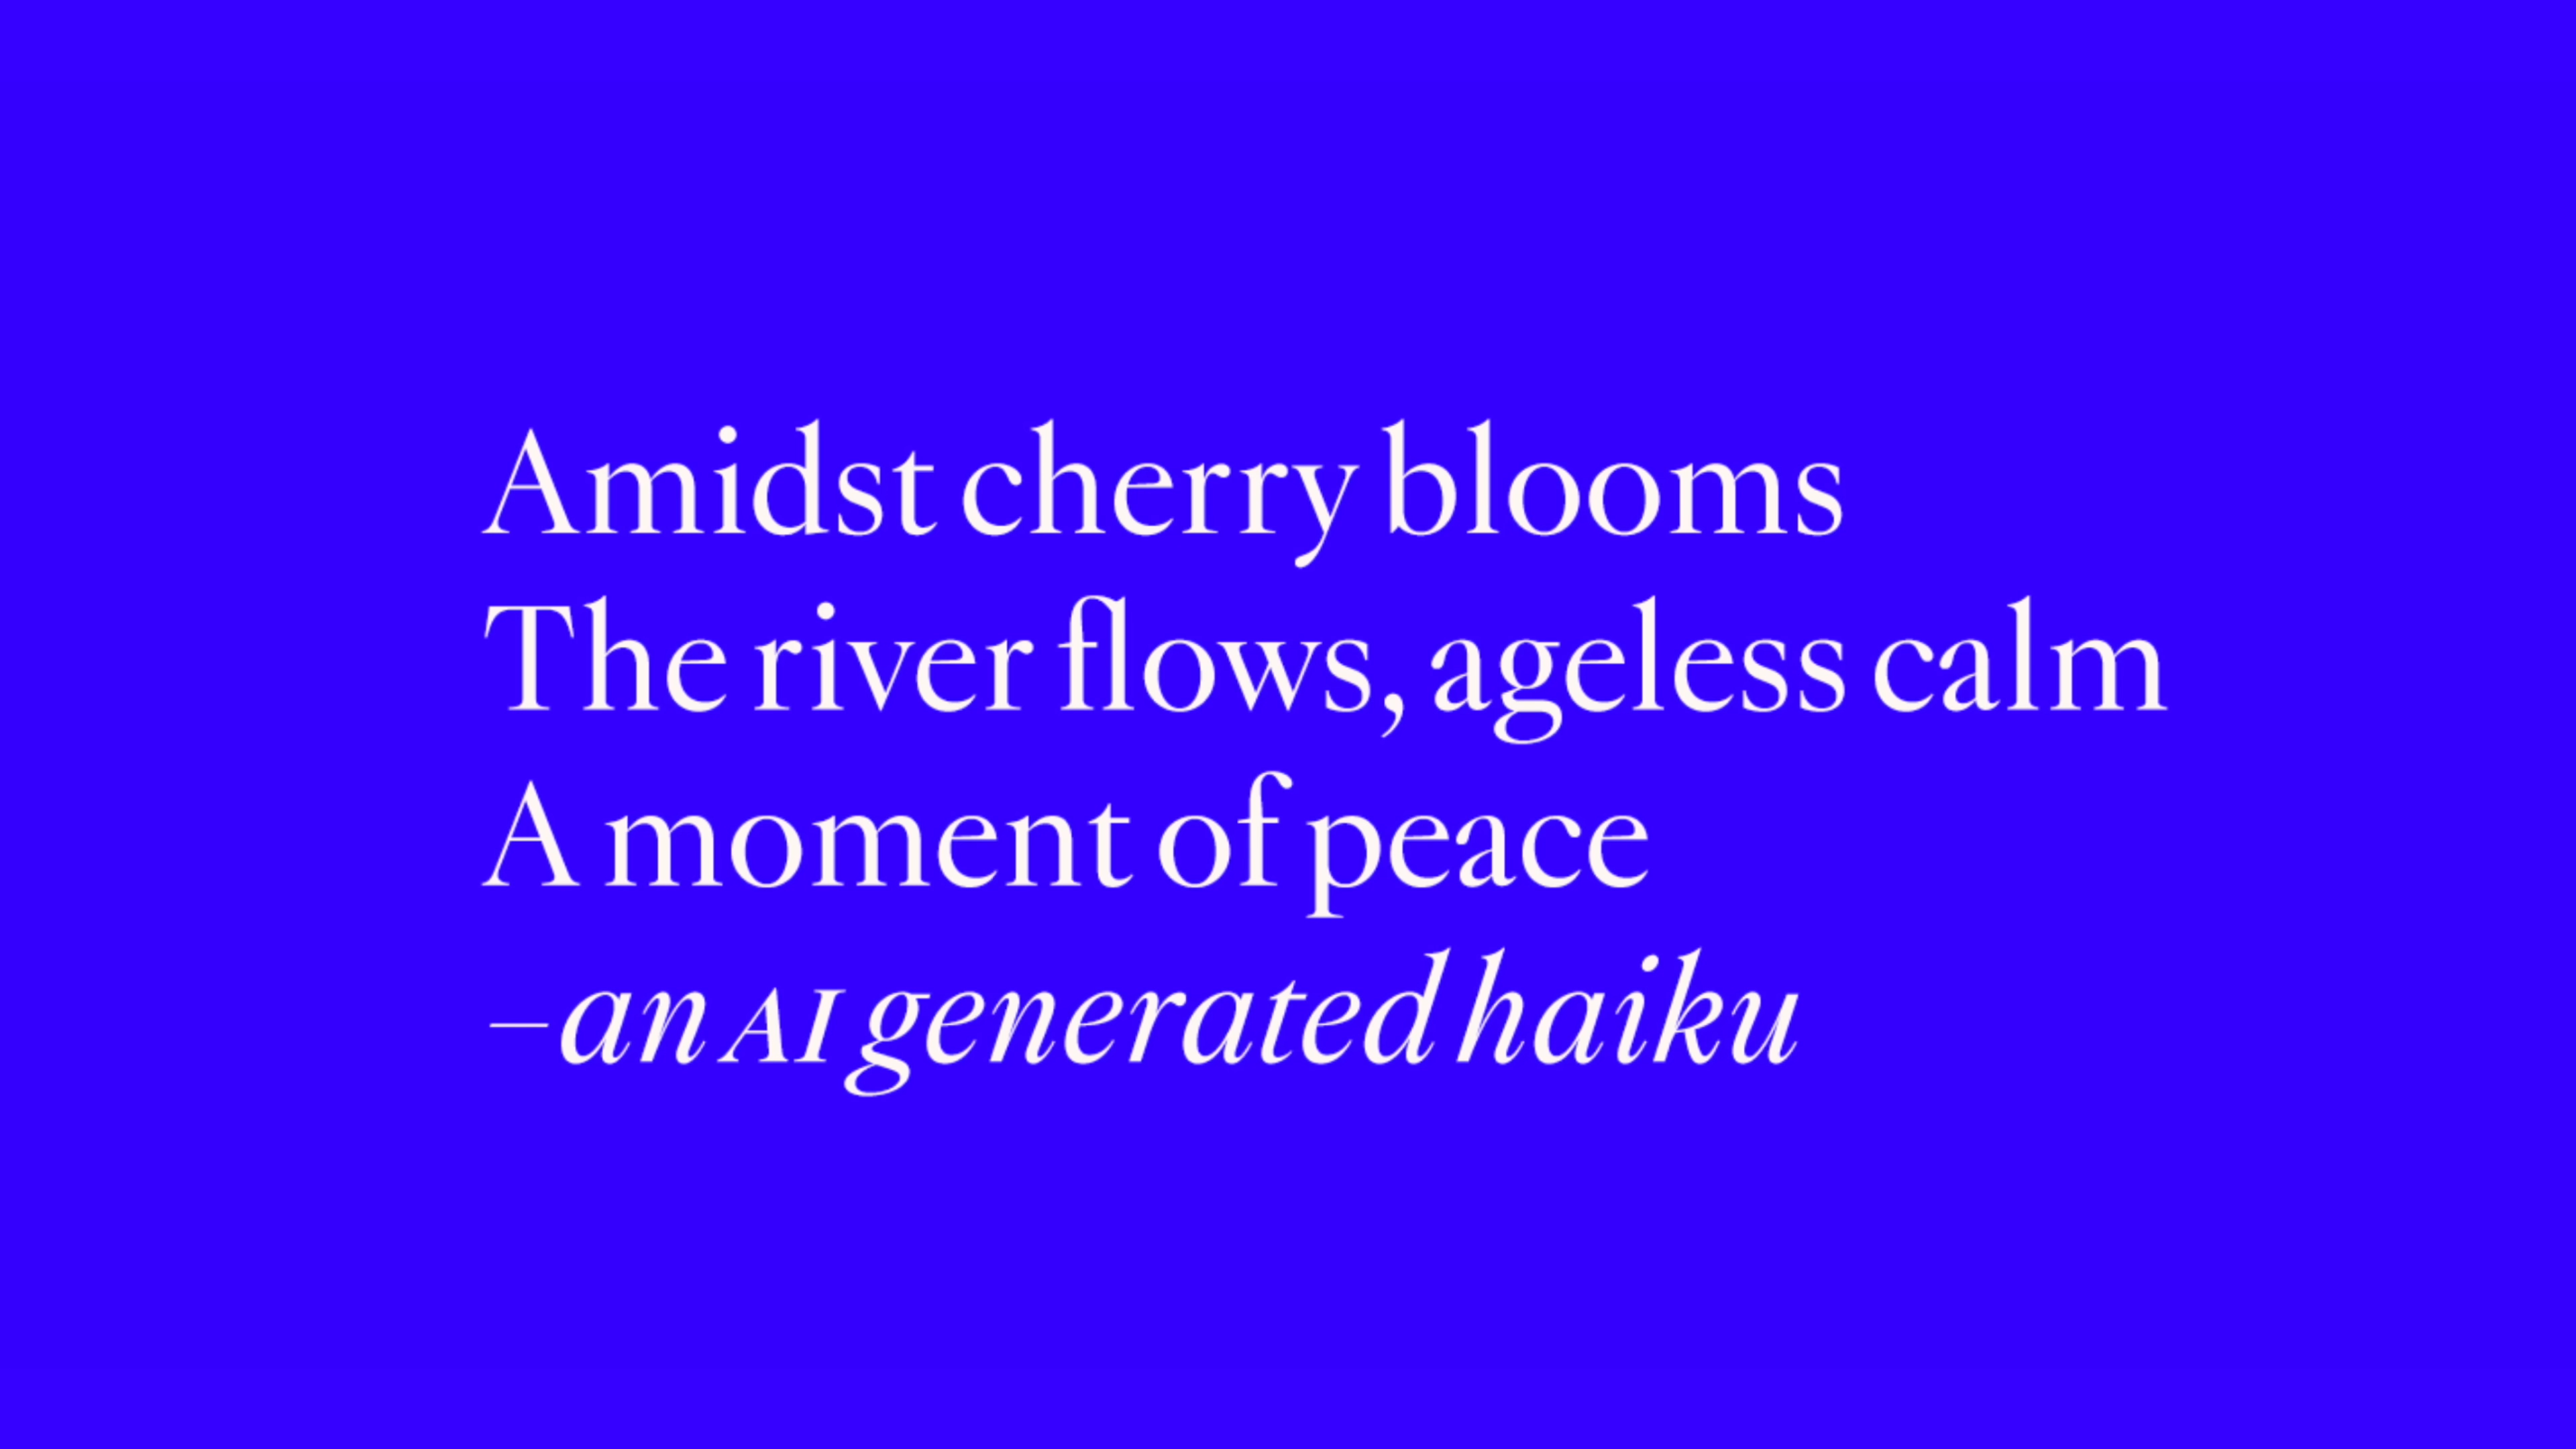 Amidst cherry blooms
The river flows, ageless calm
A moment of peace
–an AI generated haiku